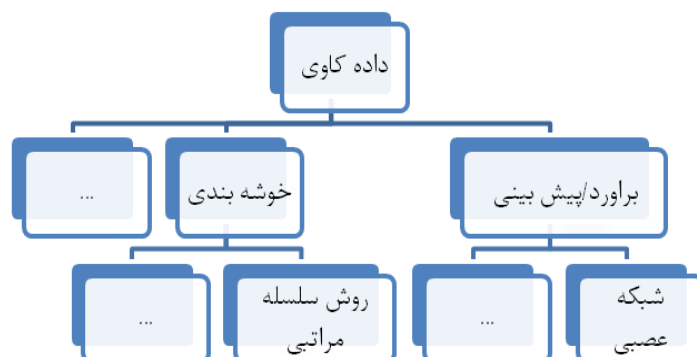 داده کاوی
براورد/پیش بینی
خوشه بندی
...
شبکه
عصبی
...
روش سلسله
مراتبی
...